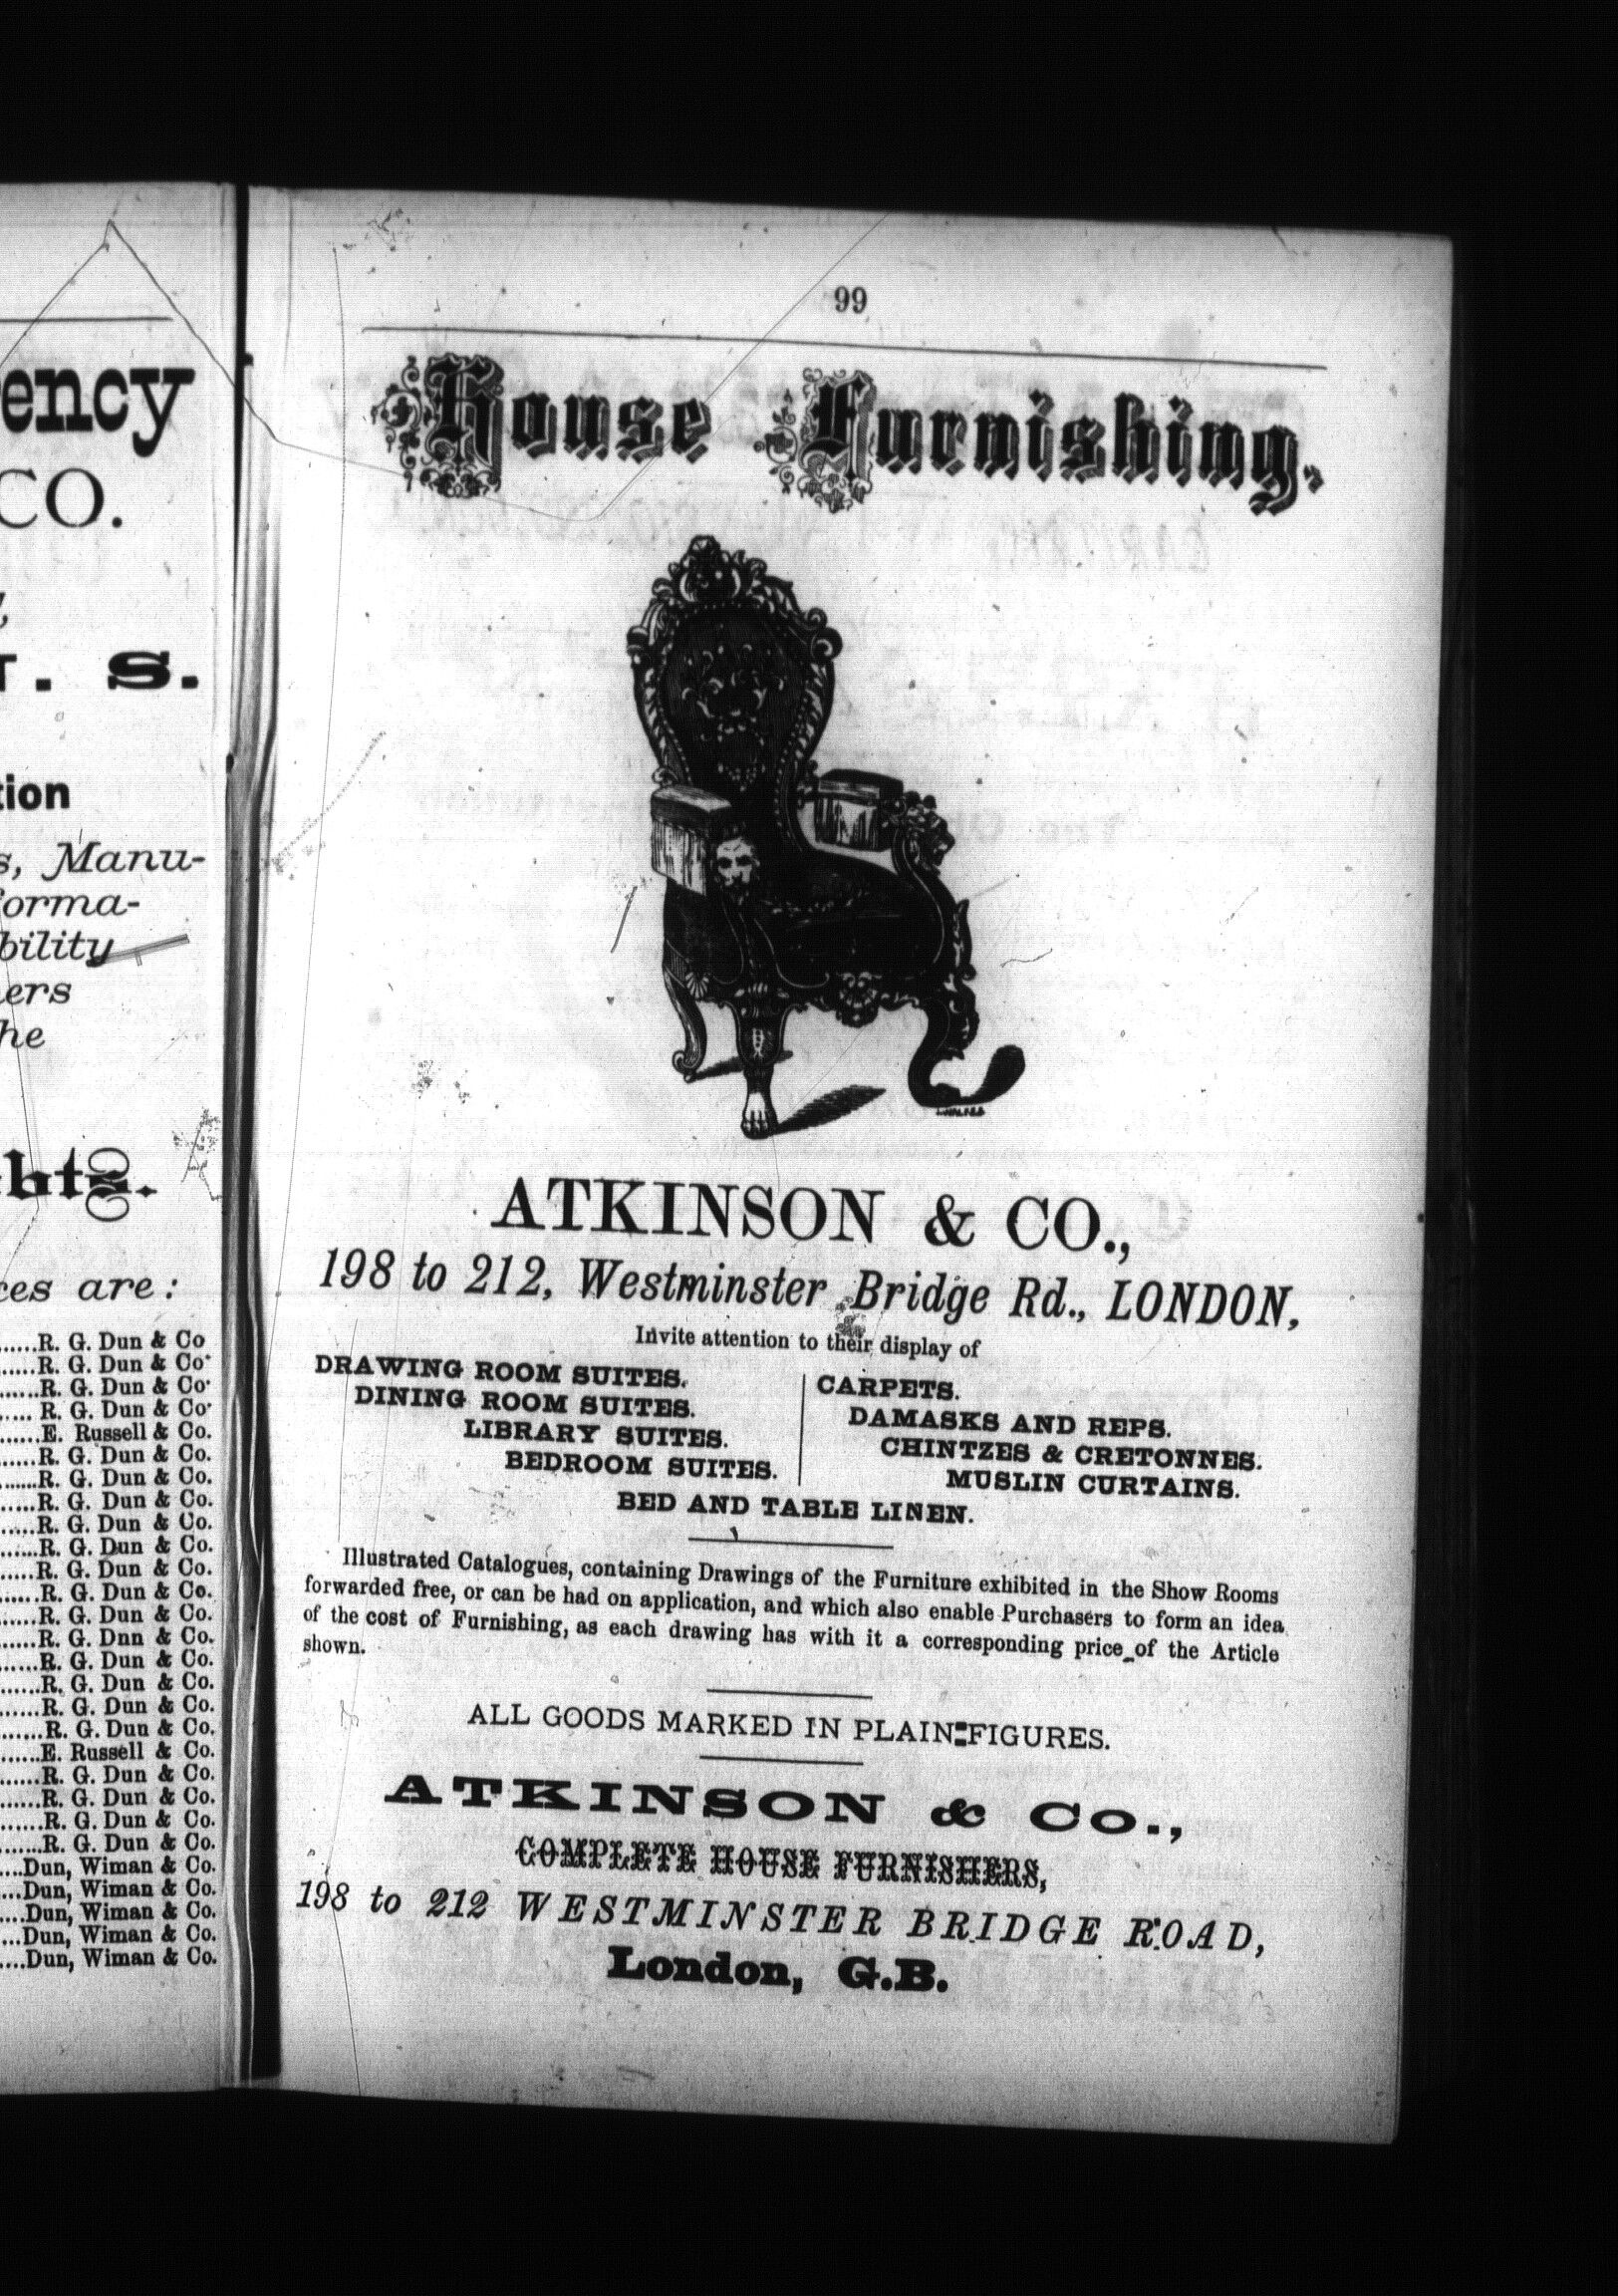 ency
CO.
T. S.
tion
s, Manu-
forma-
bility
ers
he
bts.
ces are:
......R. G. Dun & Co
......R. G. Dun & Co
......R. G. Dun & Co
......R. G. Dun & Co
......E. Russell & Co.
......R. G. Dun & Co.
......R. G. Dun & Co.
......R. G. Dun & Co.
......R. G. Dun & Co.
......R. G. Dun & Co.
......R. G. Dun & Co.
......R. G. Dun & Co.
......R. G. Dun & Co.
......R. G. Dnn & Co.
......R. G. Dun & Co.
......R. G. Dun & Co.
......R. G. Dun & Co.
......R. G. Dun & Co.
......E. Russell & Co.
......R. G. Dun & Co.
......R. G. Dun & Co.
......R. G. Dun & Co.
......R. G. Dun & Co.
....Dun, Wiman & Co.
....Dun, Wiman & Co.
....Dun, Wiman & Co.
....Dun, Wiman & Co.
....Dun, Wiman & Co.
99
House Furnishing.
ATKINSON & CO.,
198 to 212, Westminster Bridge Rd., LONDON,
Invite attention to their display of
DRAWING ROOM SUITES.
DINING ROOM SUITES.
LIBRARY SUITES.
BEDROOM SUITES.
CARPETS.
DAMASKS AND REPS.
CHINTZES & CRETONNES.
MUSLIN CURTAINS.
BED AND TABLE LINEN.
Illustrated Catalogues, containing Drawings of the Furniture exhibited in the Show Rooms
forwarded free, or can be had on application, and which also enable Purchasers to form an idea
of the cost of Furnishing, as each drawing has with it a corresponding price of the Article
shown.
ALL GOODS MARKED IN PLAIN FIGURES.
ATKINSON & Co.,
COMPLETE HOUSE FURNISHERS,
198 to 212 WESTMINSTER BRIDGE ROAD,
London, G.B.